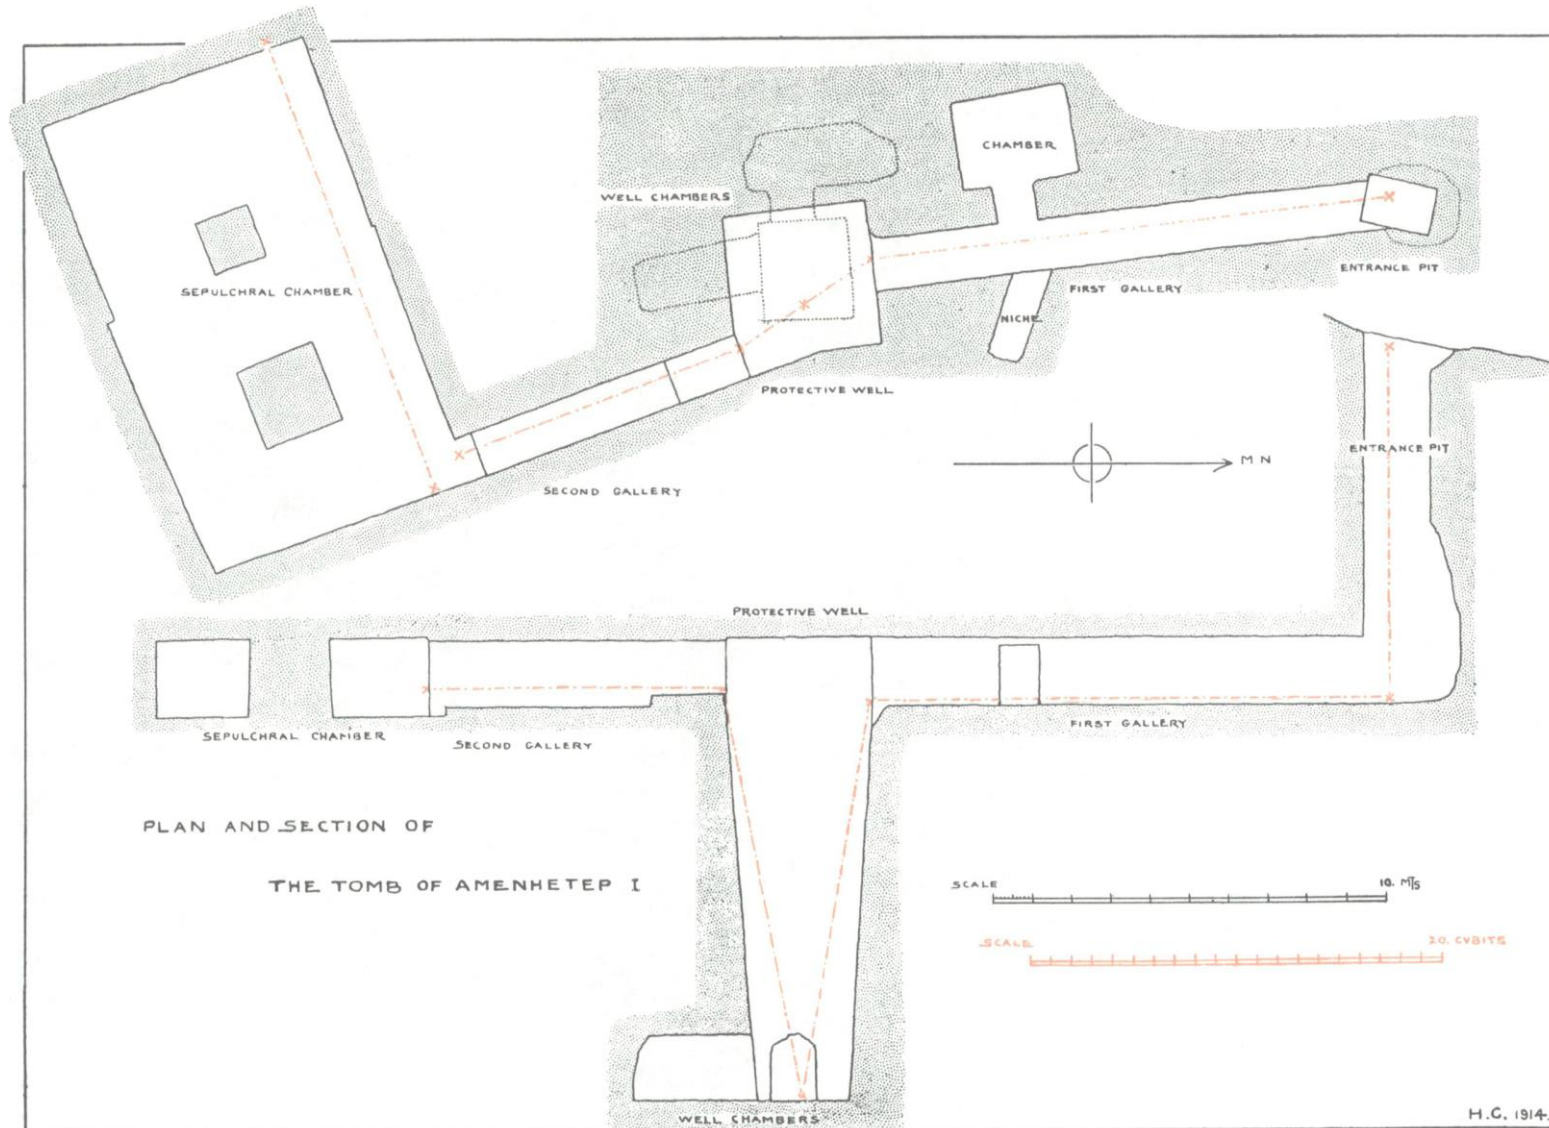 CHAMBER
WELL CHAMBERS
SEPULCHRAL CHAMBER
ENTRANCE PIT
FIRST GALLERY
NICHE
PROTECTIVE WELL
ENTRANCE PIT
M N
SECOND GALLERY
PROTECTIVE WELL
FIRST GALLERY
SEPULCHRAL CHAMBER
SECOND GALLERY
PLAN AND SECTION OF
THE TOMB OF AMENHETEP I
SCALE 10. MTS
SCALE 20. CVBITS
WELL CHAMBERS
H.C. 1914.